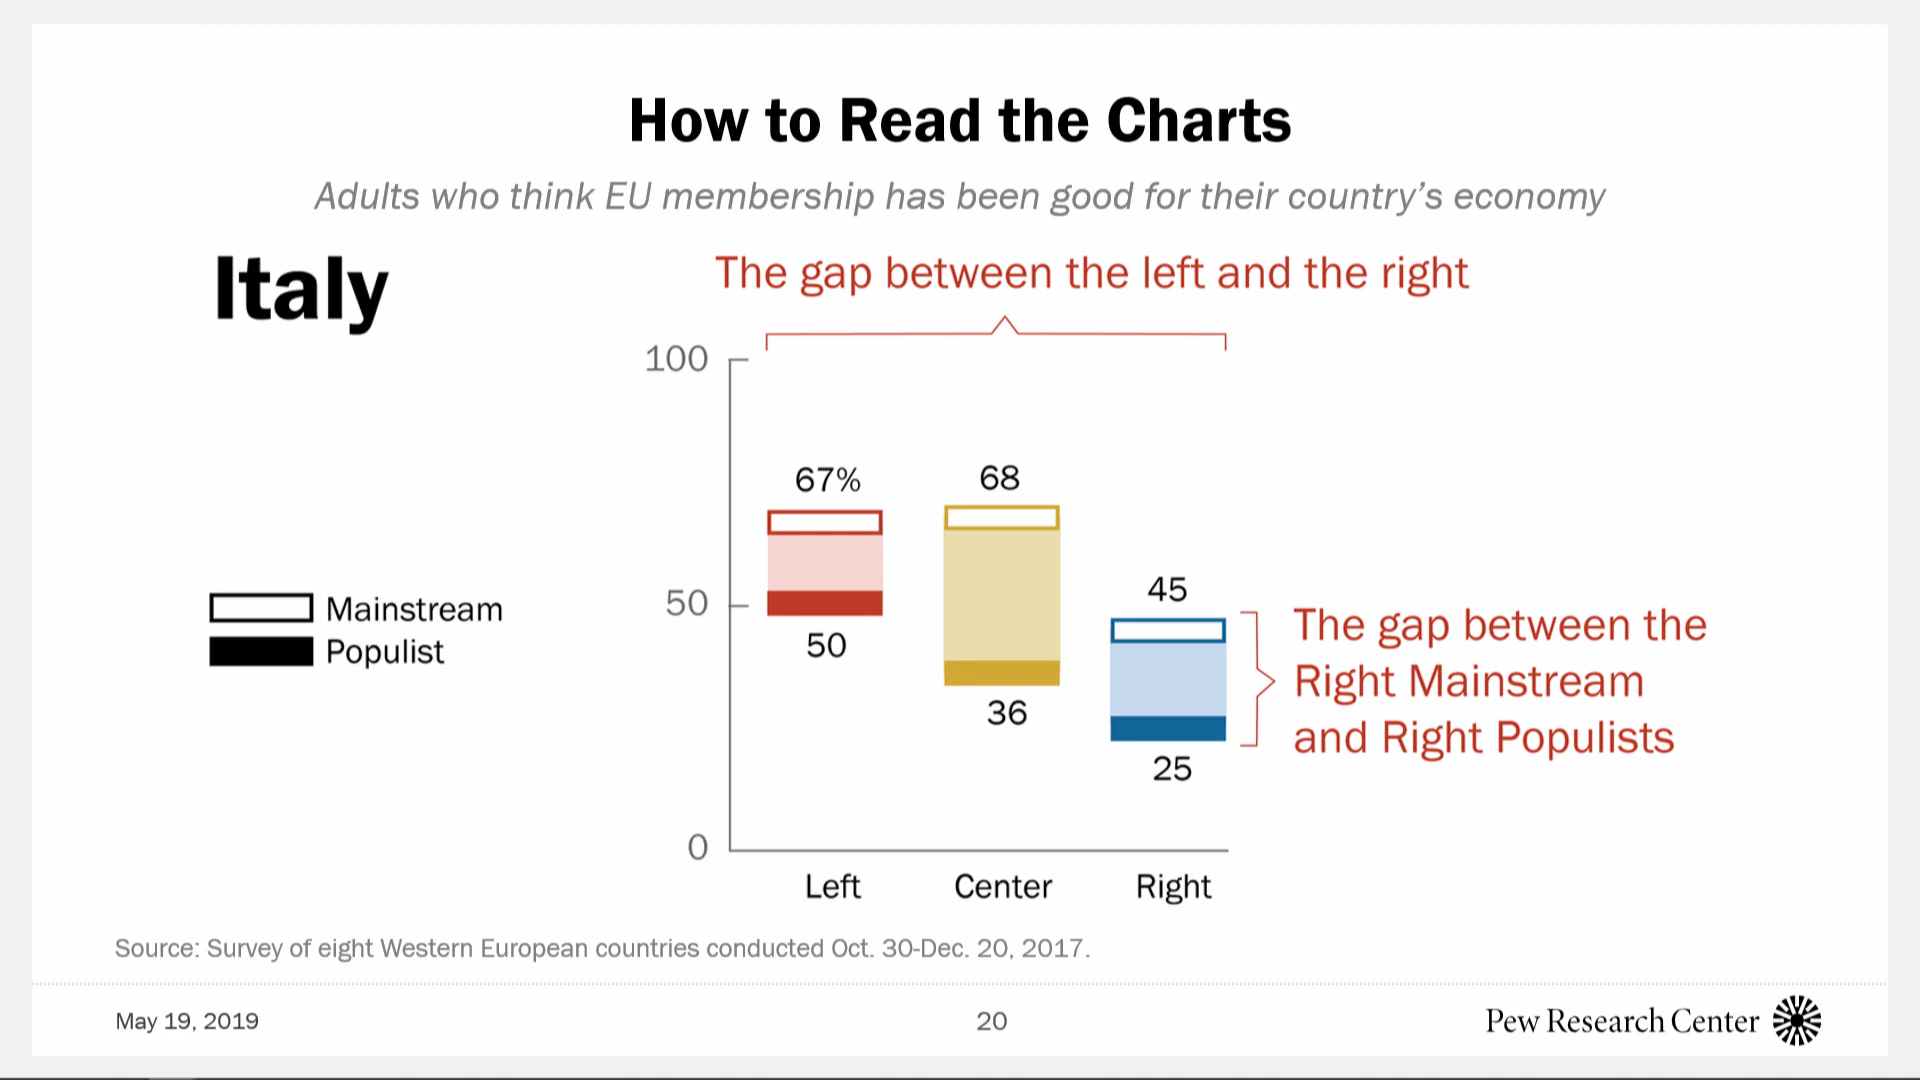 How to Read the Charts
Adults who think EU membership has been good for their country's economy
Italy
The gap between the left and the right
100
50
0
67%
50
68
36
45
25
Mainstream
Populist
The gap between the
Right Mainstream
and Right Populists
Left
Center
Right
Source: Survey of eight Western European countries conducted Oct. 30-Dec. 20, 2017.
May 19, 2019
20
Pew Research Center